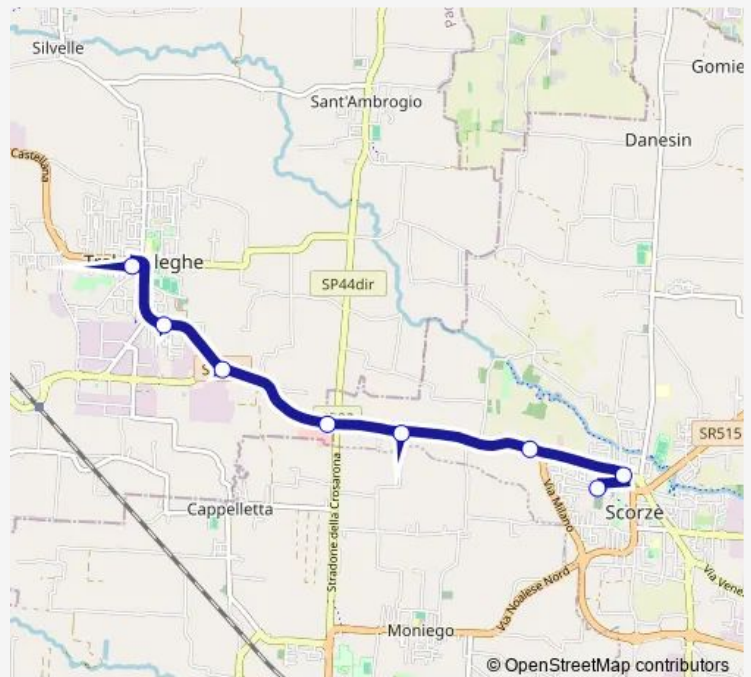 Silvelle
Pac
Gomie
Sant'Ambrogio
Danesin
Castellana
leghe
SP44dir
SR515
Stradone della Crosarona
Via Milano
Scorzè
Cappelletta
Via Noalese Nord
Via Vene
Moniego
© OpenStreetMap contributors